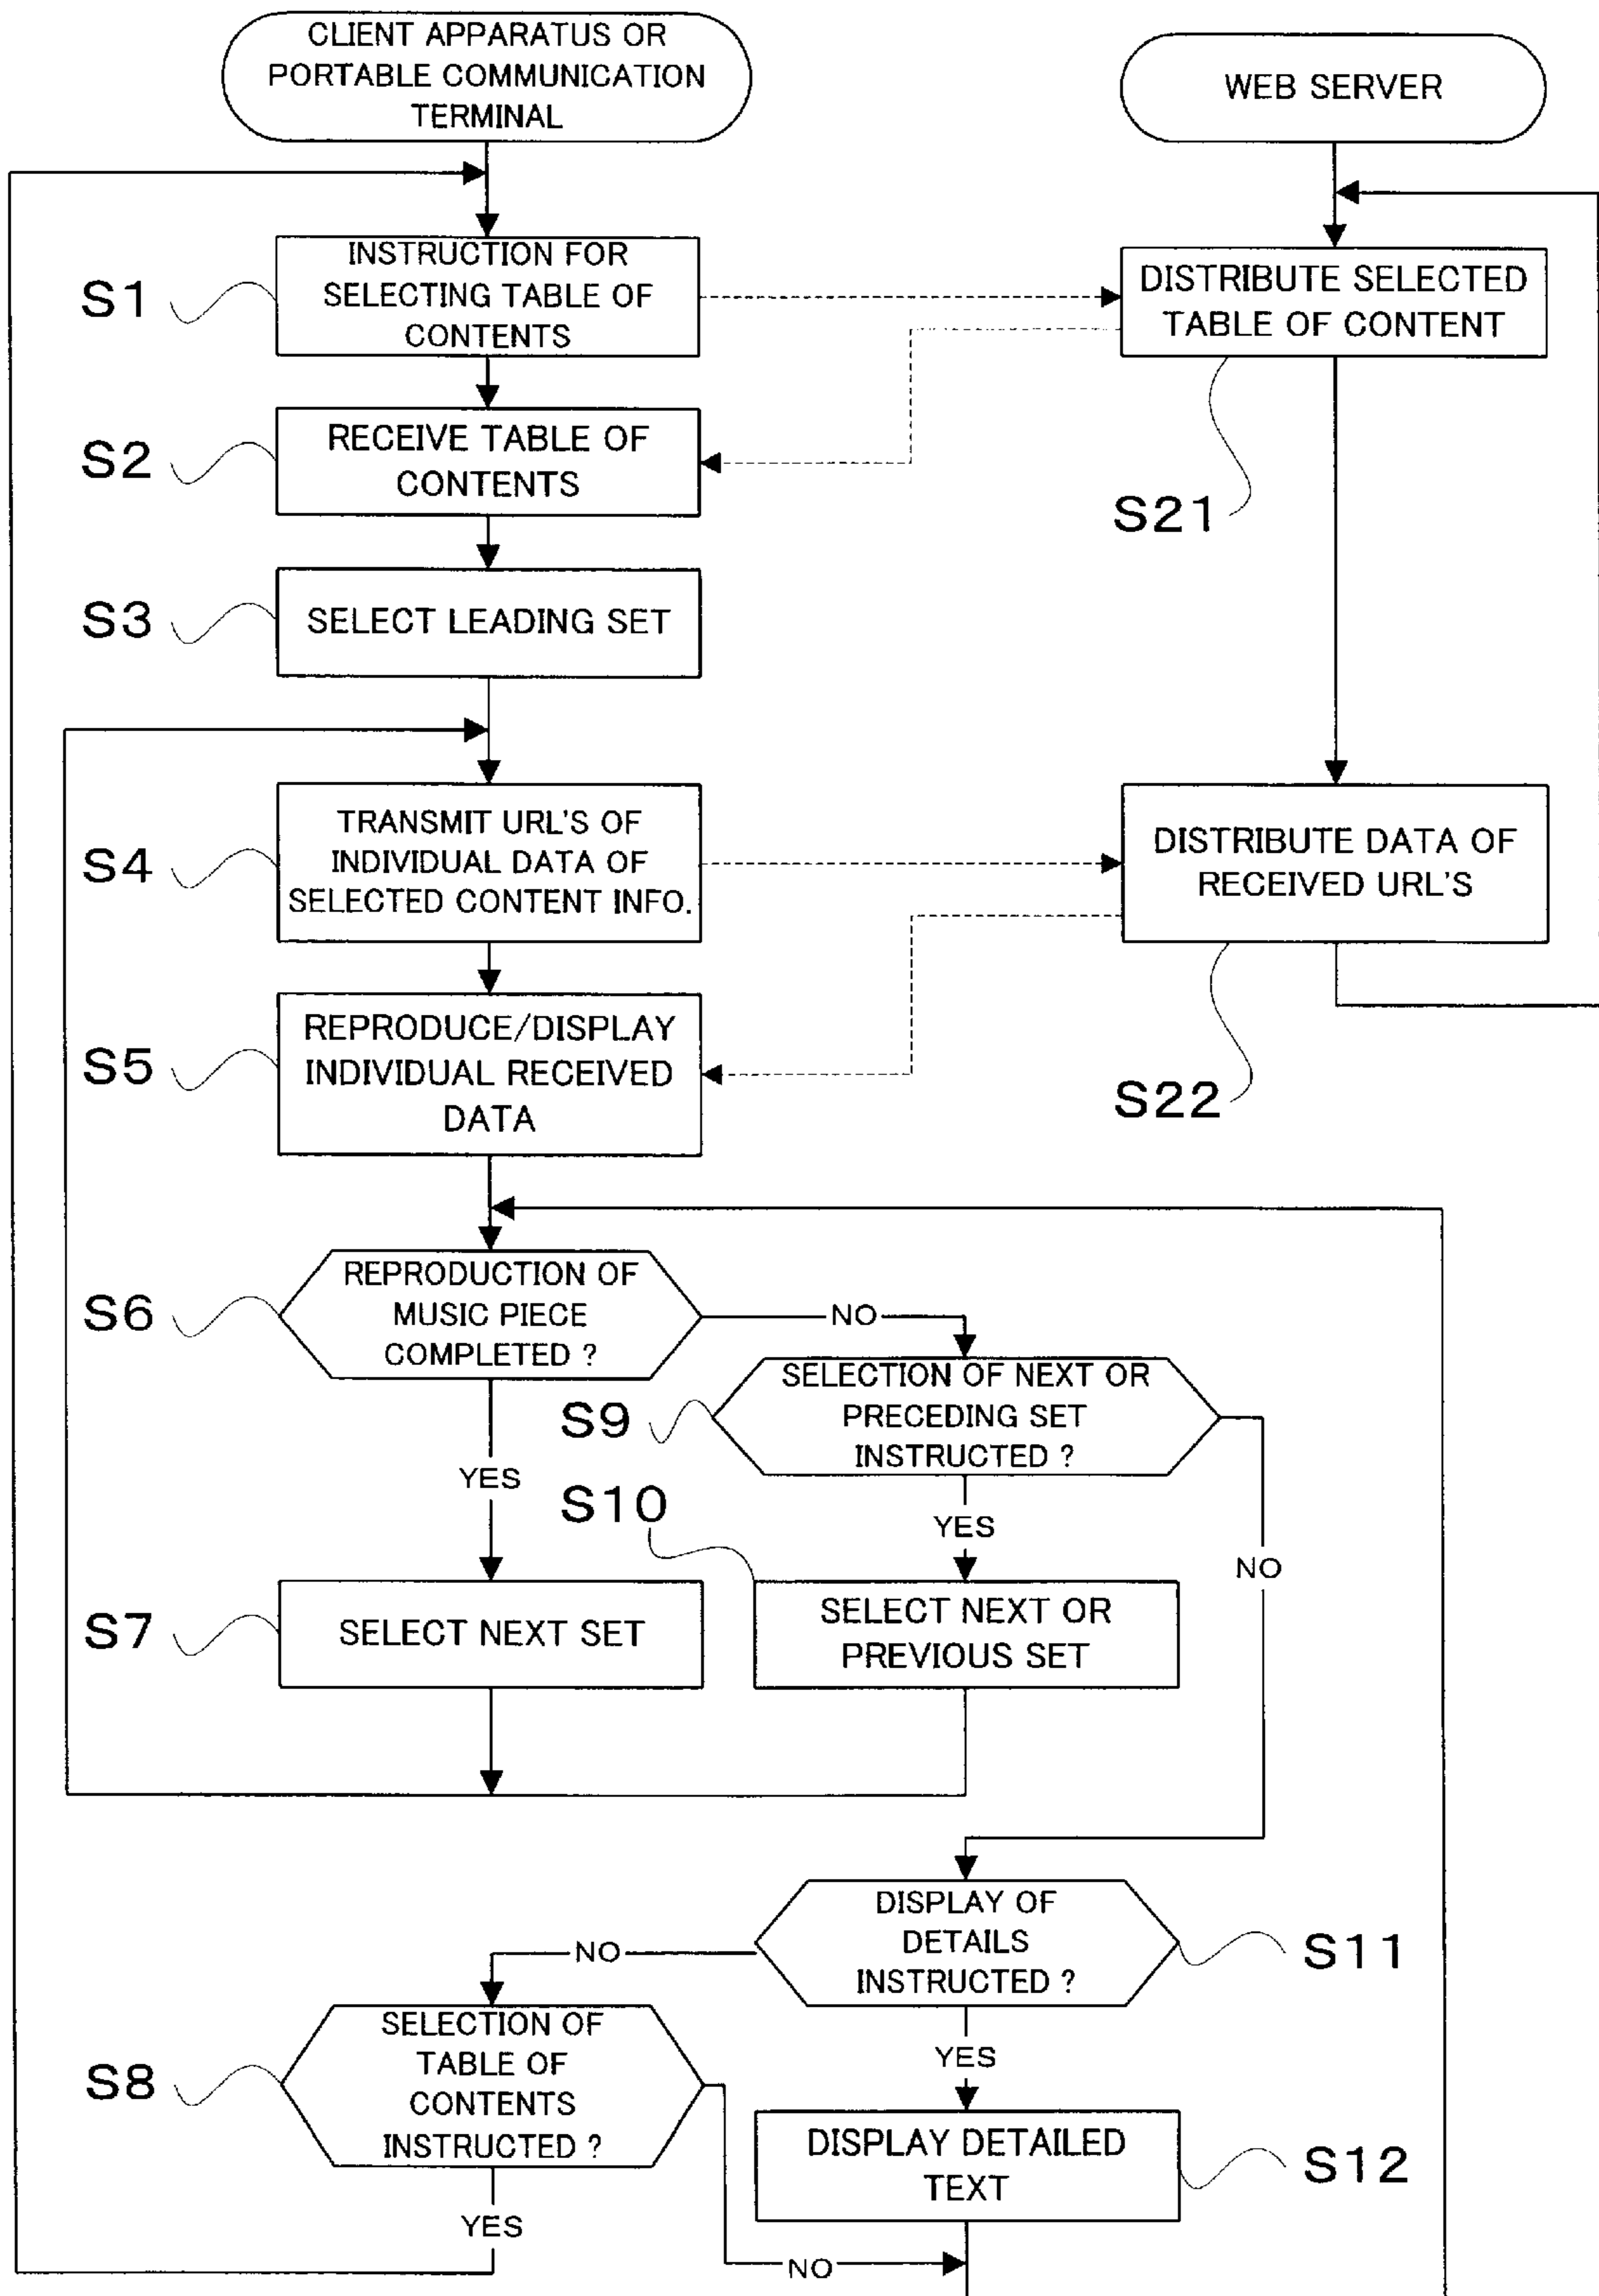 CLIENT APPARATUS OR
PORTABLE COMMUNICATION
TERMINAL
WEB SERVER
S1
INSTRUCTION FOR
SELECTING TABLE OF
CONTENTS
DISTRIBUTE SELECTED
TABLE OF CONTENT
S2
RECEIVE TABLE OF
CONTENTS
S21
S3
SELECT LEADING SET
S4
TRANSMIT URL'S OF
INDIVIDUAL DATA OF
SELECTED CONTENT INFO.
DISTRIBUTE DATA OF
RECEIVED URL'S
S5
REPRODUCE/DISPLAY
INDIVIDUAL RECEIVED
DATA
S22
S6
REPRODUCTION OF
MUSIC PIECE
COMPLETED ?
NO
S9
SELECTION OF NEXT OR
PRECEDING SET
INSTRUCTED ?
YES
S10
YES
NO
S7
SELECT NEXT SET
SELECT NEXT OR
PREVIOUS SET
DISPLAY OF
DETAILS
INSTRUCTED ?
S11
NO
S8
SELECTION OF
TABLE OF
CONTENTS
INSTRUCTED ?
YES
DISPLAY DETAILED
TEXT
S12
YES
NO